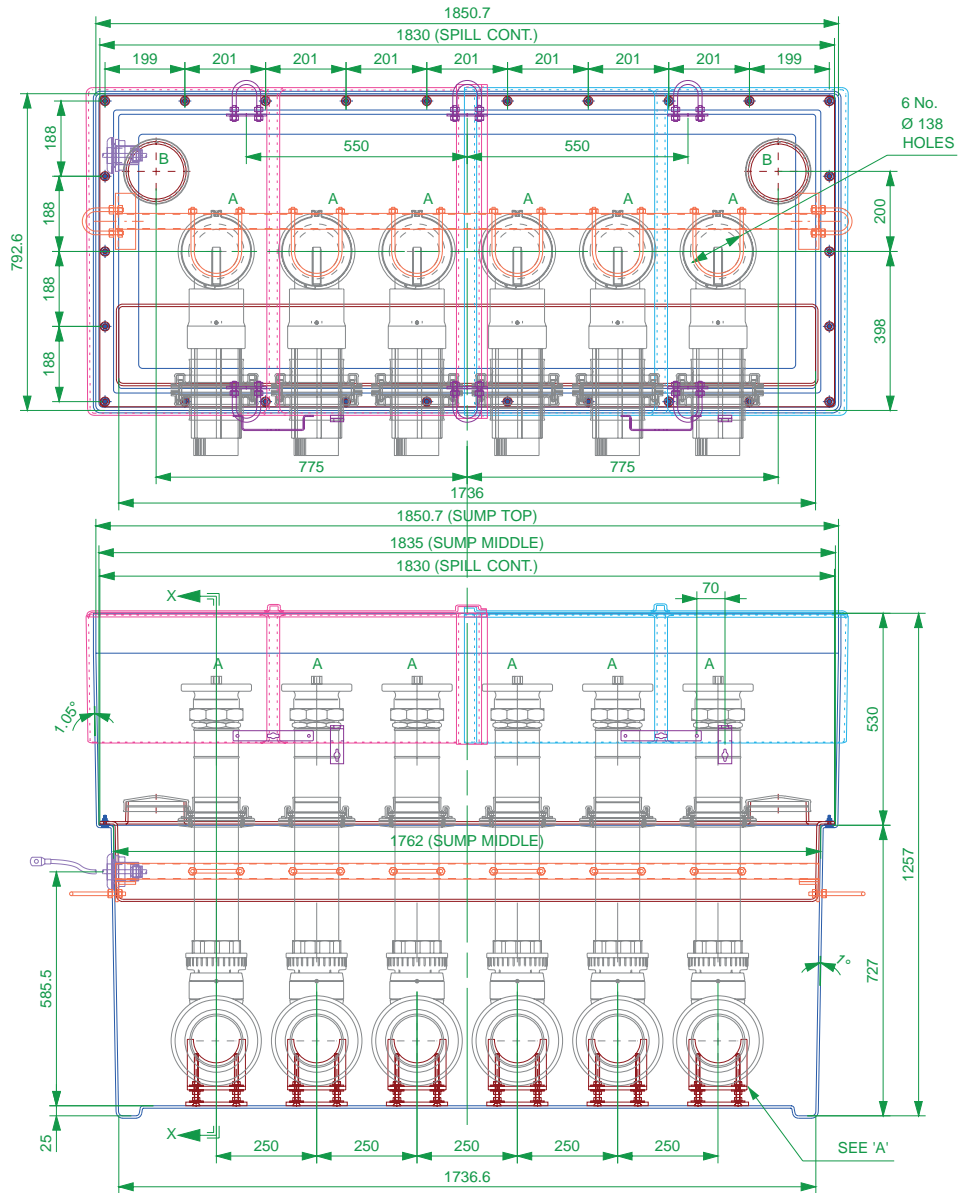 1850.7
1830 (SPILL CONT.)
199 201 201 201 201 201 201 199
6 No.
Ø 138
HOLES
188
188
188
188
792.6
550 550
B B
A A A A A A
200
398
775 775
1736
1850.7 (SUMP TOP)
1835 (SUMP MIDDLE)
1830 (SPILL CONT.)
X
70
A A A A A A
1.05°
530
1762 (SUMP MIDDLE)
1257
1°
727
585.5
25
X
250 250 250 250 250
SEE 'A'
1736.6